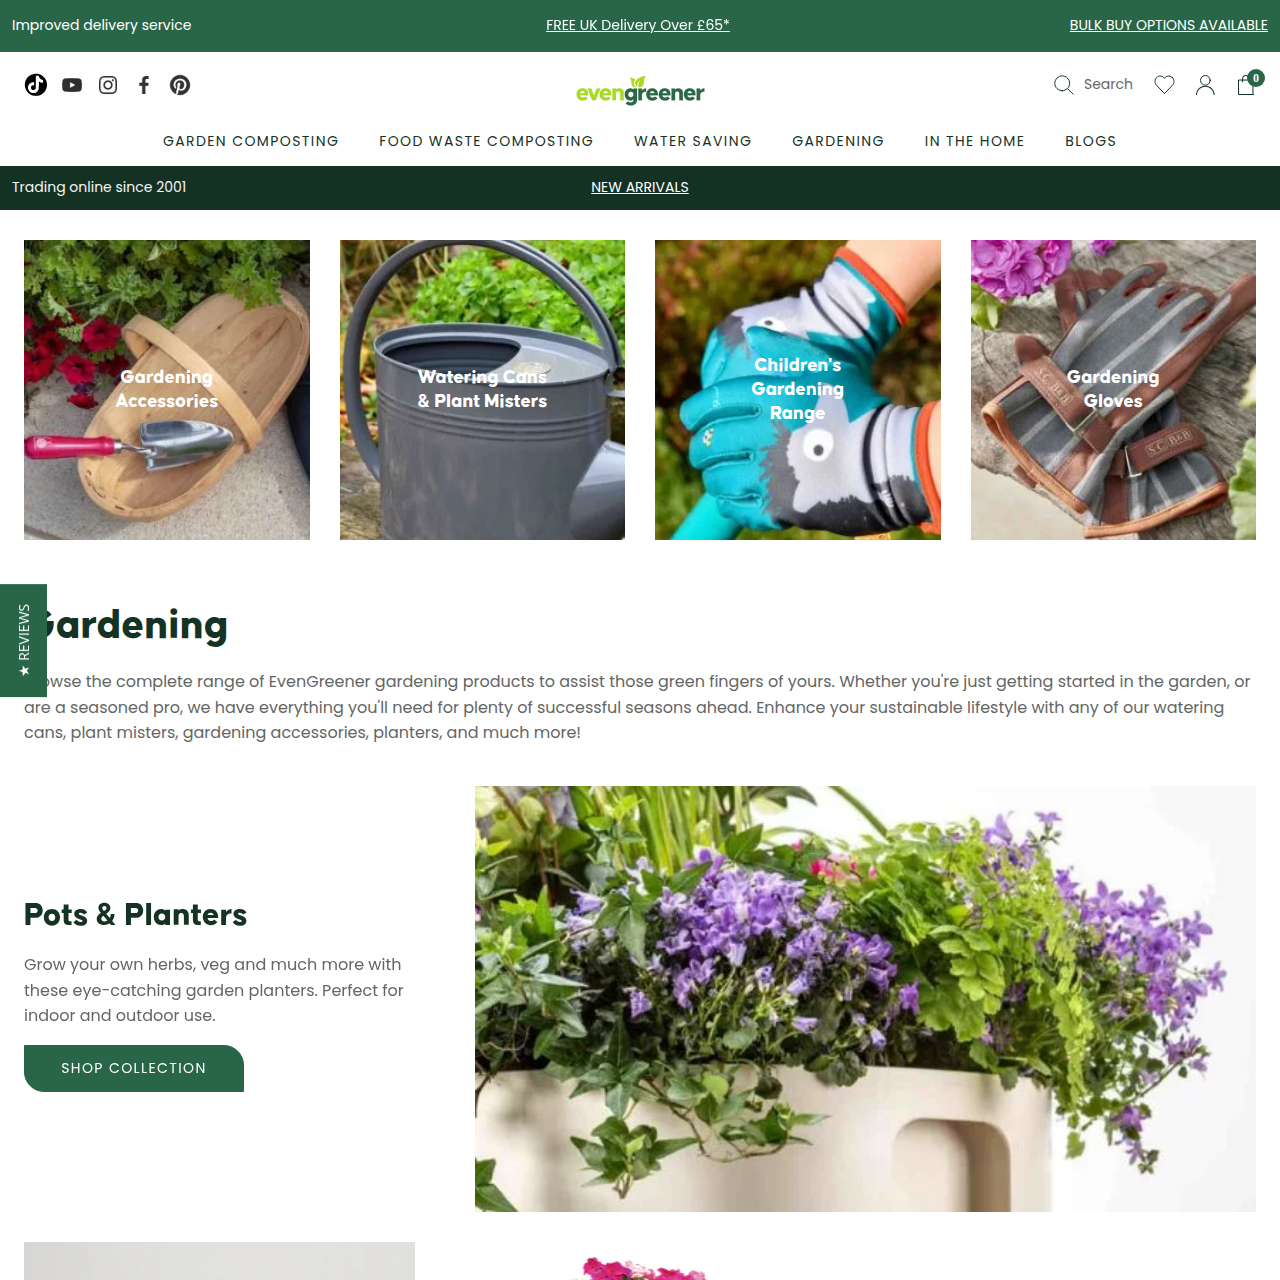 Improved delivery service
FREE UK Delivery Over £65*
BULK BUY OPTIONS AVAILABLE
evengreener
Search
0
GARDEN COMPOSTING
FOOD WASTE COMPOSTING
WATER SAVING
GARDENING
IN THE HOME
BLOGS
Trading online since 2001
NEW ARRIVALS
Gardening
Accessories
Watering Cans
& Plant Misters
Children's
Gardening
Range
Gardening
Gloves
S.C B&B
S.C B&B
★ REVIEWS
Gardening
Browse the complete range of EvenGreener gardening products to assist those green fingers of yours. Whether you're just getting started in the garden, or
are a seasoned pro, we have everything you'll need for plenty of successful seasons ahead. Enhance your sustainable lifestyle with any of our watering
cans, plant misters, gardening accessories, planters, and much more!
Pots & Planters
Grow your own herbs, veg and much more with
these eye-catching garden planters. Perfect for
indoor and outdoor use.
SHOP COLLECTION